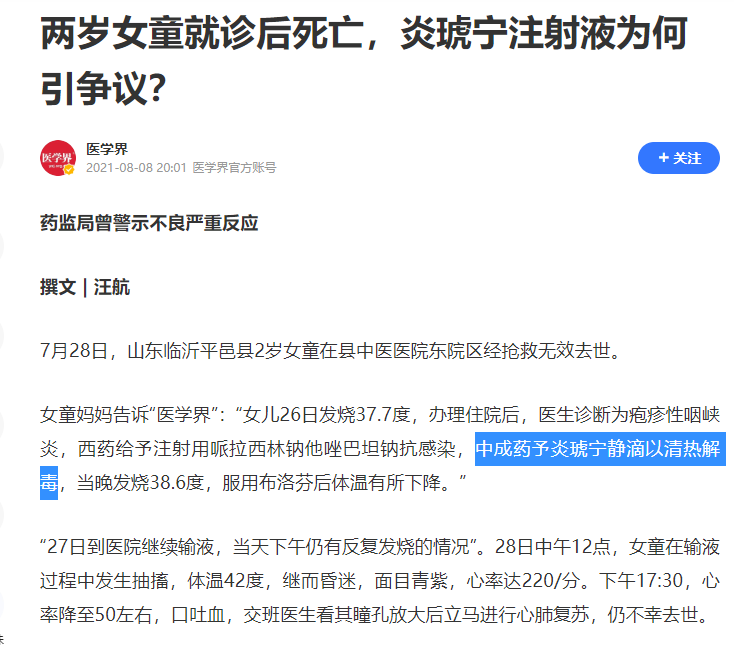 两岁女童就诊后死亡，炎琥宁注射液为何
引争议？
医学界
医学界
2021-08-08 20:01 医学界官方账号
+ 关注
药监局曾警示不良严重反应
撰文 | 汪航
7月28日，山东临沂平邑县2岁女童在县中医医院东院区经抢救无效去世。
女童妈妈告诉“医学界”：“女儿26日发烧37.7度，办理住院后，医生诊断为疱疹性咽峡
炎，西药给予注射用哌拉西林钠他唑巴坦钠抗感染，中成药予炎琥宁静滴以清热解
毒，当晚发烧38.6度，服用布洛芬后体温有所下降。”
“27日到医院继续输液，当天下午仍有反复发烧的情况”。28日中午12点，女童在输液
过程中发生抽搐，体温42度，继而昏迷，面目青紫，心率达220/分。下午17:30，心
率降至50左右，口吐血，交班医生看其瞳孔放大后立马进行心肺复苏，仍不幸去世。